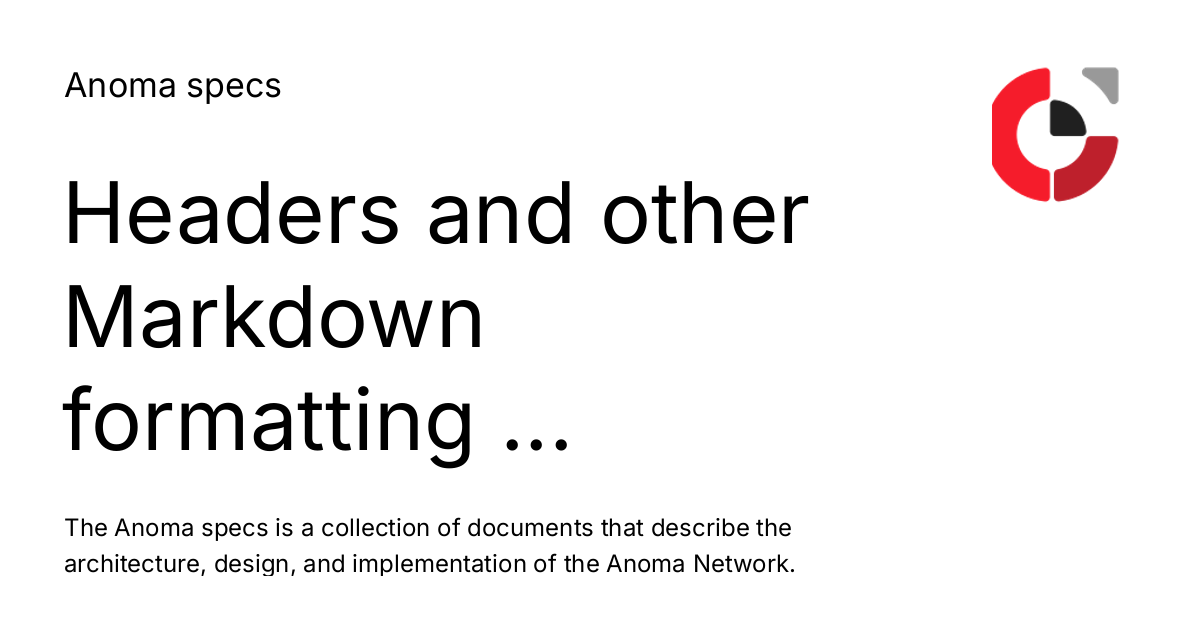 Anoma specs
Headers and other
Markdown
formatting ...
The Anoma specs is a collection of documents that describe the
architecture, design, and implementation of the Anoma Network.